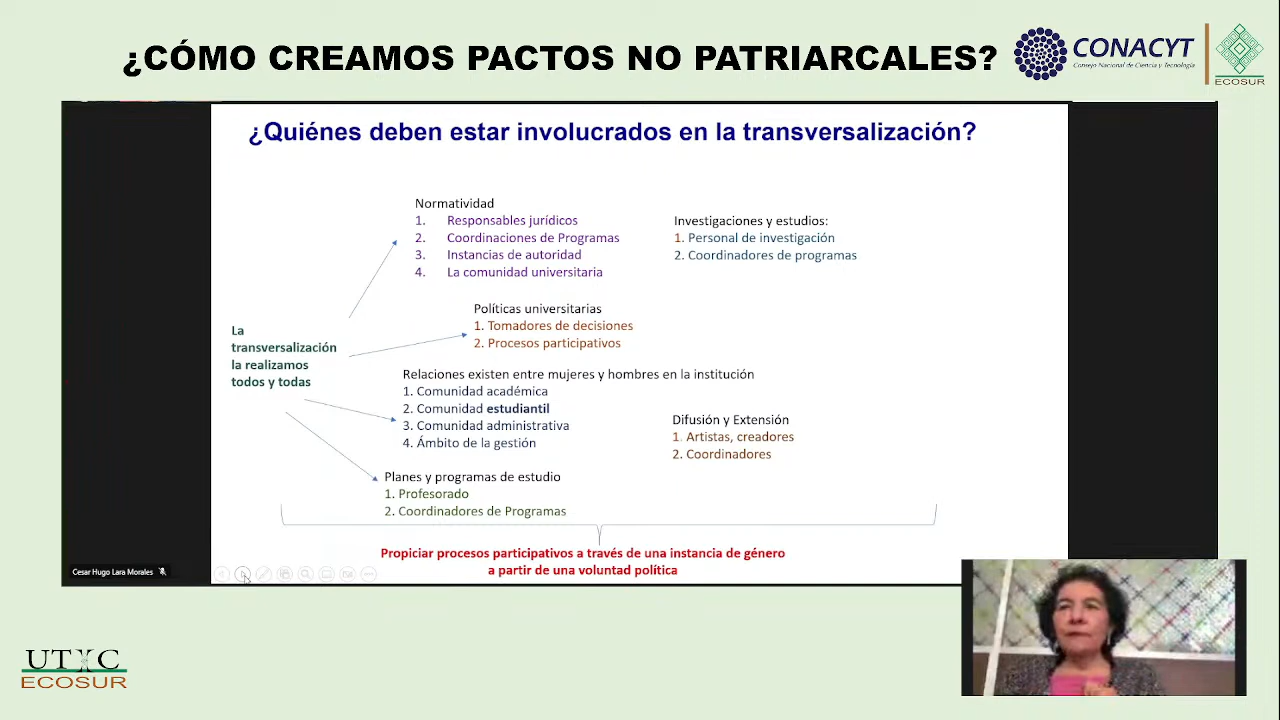 ¿CÓMO CREAMOS PACTOS NO PATRIARCALES?
CONACYT
Consejo Nacional de Ciencia y Tecnología
ECOSUR
¿Quiénes deben estar involucrados en la transversalización?
Normatividad
1. Responsables jurídicos
2. Coordinaciones de Programas
3. Instancias de autoridad
4. La comunidad universitaria
Investigaciones y estudios:
1. Personal de investigación
2. Coordinadores de programas
Políticas universitarias
1. Tomadores de decisiones
2. Procesos participativos
La
transversalización
la realizamos
todos y todas
Relaciones existen entre mujeres y hombres en la institución
1. Comunidad académica
2. Comunidad estudiantil
3. Comunidad administrativa
4. Ámbito de la gestión
Difusión y Extensión
1. Artistas, creadores
2. Coordinadores
Planes y programas de estudio
1. Profesorado
2. Coordinadores de Programas
Propiciar procesos participativos a través de una instancia de género
a partir de una voluntad política
Cesar Hugo Lara Morales
UTYC
ECOSUR